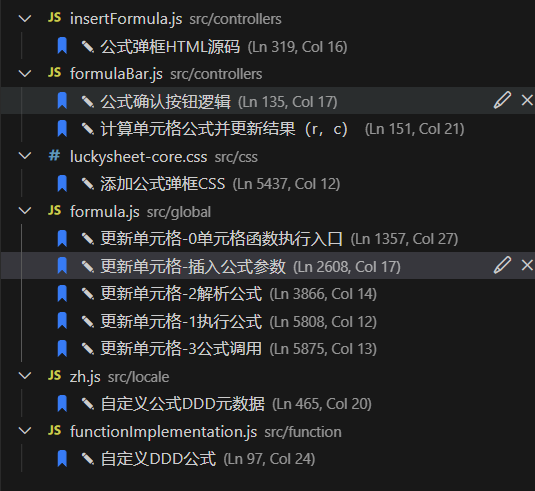 JS insertFormula.js src/controllers
公式弹框HTML源码 (Ln 319, Col 16)
JS formulaBar.js src/controllers
公式确认按钮逻辑 (Ln 135, Col 17)
计算单元格公式并更新结果（r，c） (Ln 151, Col 21)
# luckysheet-core.css src/css
添加公式弹框CSS (Ln 5437, Col 12)
JS formula.js src/global
更新单元格-0单元格函数执行入口 (Ln 1357, Col 27)
更新单元格-插入公式参数 (Ln 2608, Col 17)
更新单元格-2解析公式 (Ln 3866, Col 14)
更新单元格-1执行公式 (Ln 5808, Col 12)
更新单元格-3公式调用 (Ln 5875, Col 13)
JS zh.js src/locale
自定义公式DDD元数据 (Ln 465, Col 20)
JS functionImplementation.js src/function
自定义DDD公式 (Ln 97, Col 24)